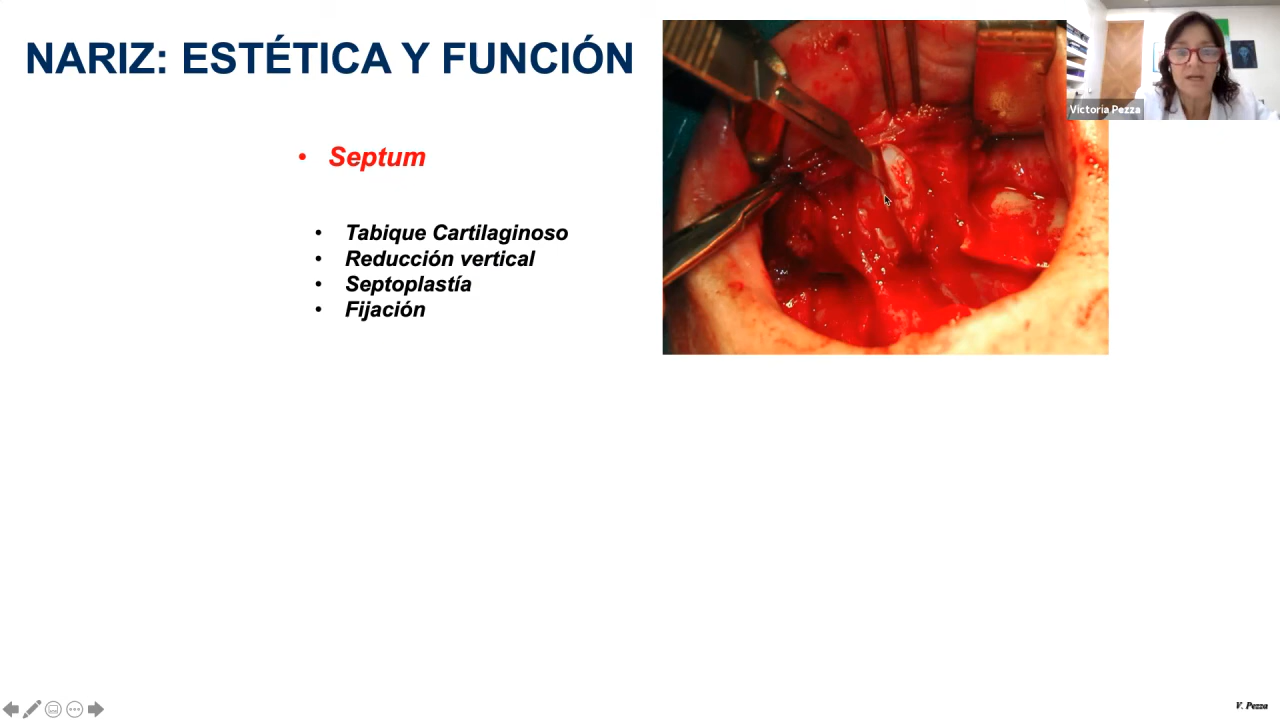 NARIZ: ESTÉTICA Y FUNCIÓN
Victoria Pezza
• Septum
• Tabique Cartilaginoso
• Reducción vertical
• Septoplastía
• Fijación
V. Pezza